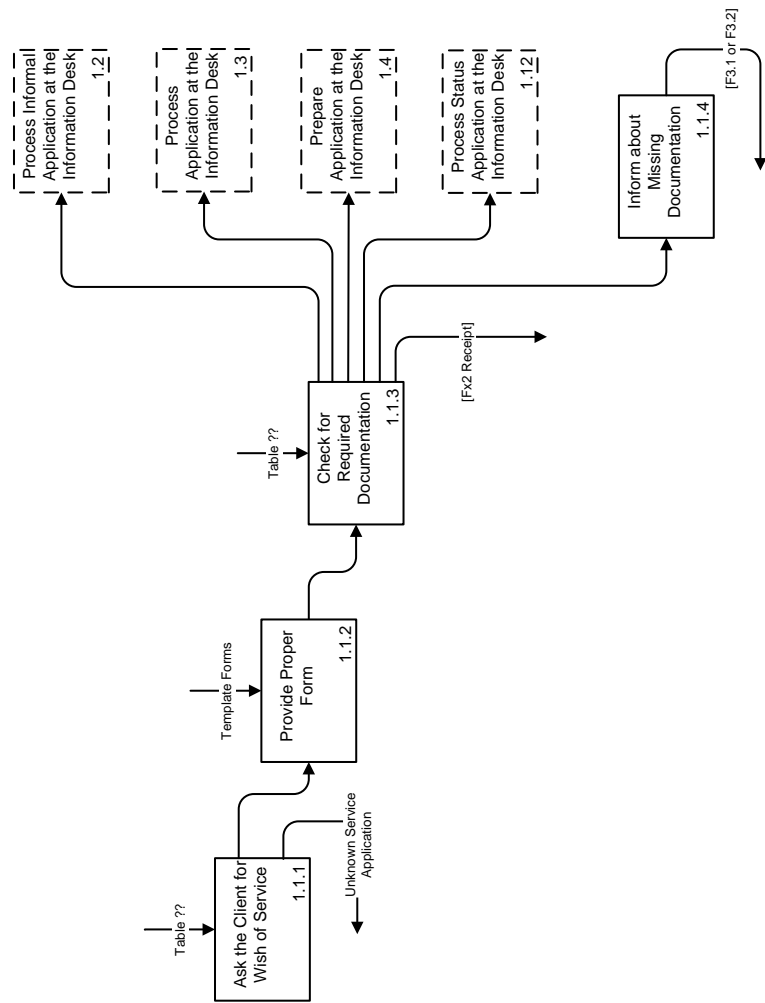 Table ??
Ask the Client for
Wish of Service
1.1.1
Unknown Service
Application
Template Forms
Provide Proper
Form
1.1.2
Table ??
Check for
Required
Documentation
1.1.3
[Fx2 Receipt]
Process Informal
Application at the
Information Desk
1.2
Process
Application at the
Information Desk
1.3
Prepare
Application at the
Information Desk
1.4
Process Status
Application at the
Information Desk
1.12
Inform about
Missing
Documentation
1.1.4
[F3.1 or F3.2]